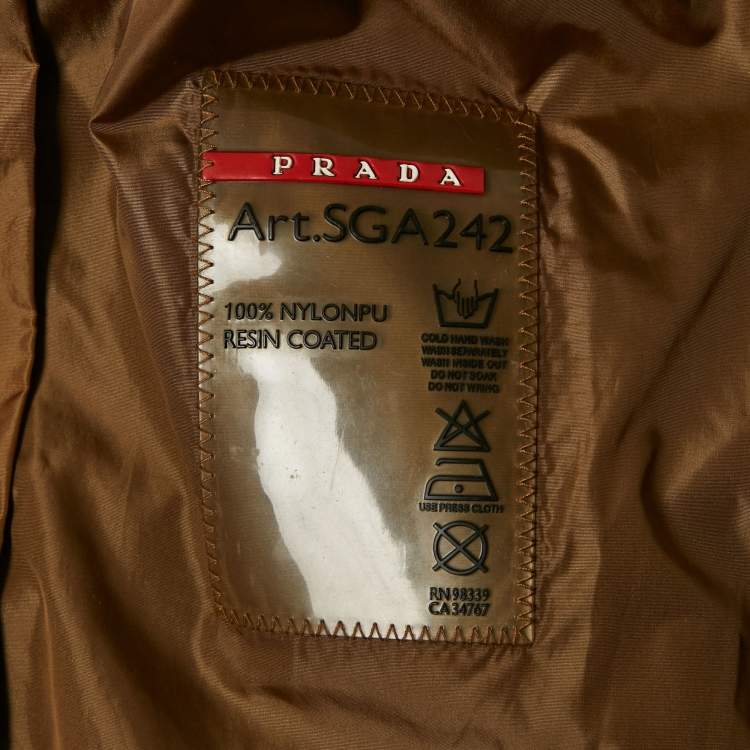 PRADA
Art.SGA242
100% NYLONPU
RESIN COATED
COLD HAND WASH
WASH SEPARATELY
WASH INSIDE OUT
DO NOT SOAK
DO NOT WRING
USE PRESS CLOTH
RN 98339
CA 34767